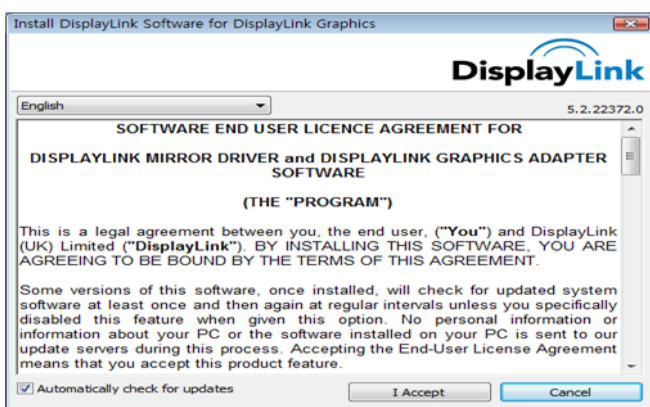 Install DisplayLink Software for DisplayLink Graphics
DisplayLink
English
5.2.22372.0
SOFTWARE END USER LICENCE AGREEMENT FOR
DISPLAYLINK MIRROR DRIVER and DISPLAYLINK GRAPHICS ADAPTER
SOFTWARE
(THE "PROGRAM")
This is a legal agreement between you, the end user, ("You") and DisplayLink
(UK) Limited ("DisplayLink"). BY INSTALLING THIS SOFTWARE, YOU ARE
AGREEING TO BE BOUND BY THE TERMS OF THIS AGREEMENT.
Some versions of this software, once installed, will check for updated system
software at least once and then again at regular intervals unless you specifically
disabled this feature when given this option. No personal information or
information about your PC or the software installed on your PC is sent to our
update servers during this process. Accepting the End-User License Agreement
means that you accept this product feature.
Automatically check for updates
I Accept
Cancel